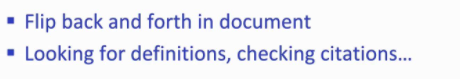 ▪ Flip back and forth in document
▪ Looking for definitions, checking citations...